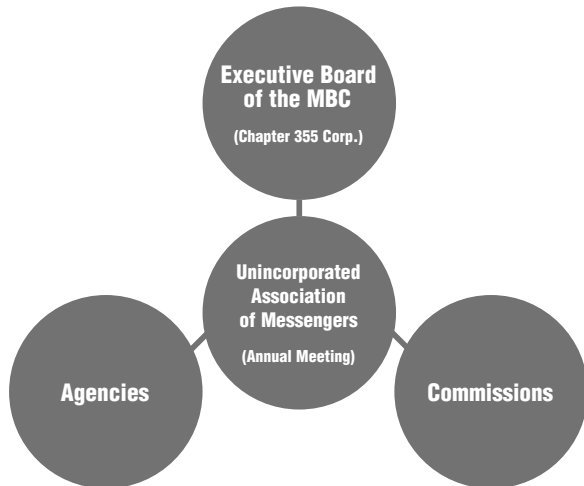 Executive Board
of the MBC
(Chapter 355 Corp.)
Unincorporated
Association
of Messengers
(Annual Meeting)
Agencies
Commissions